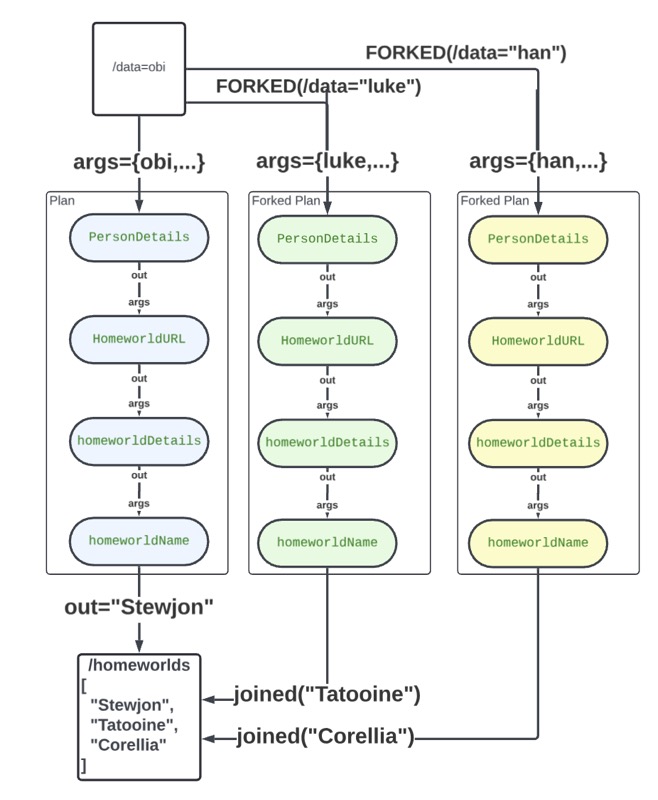 /data=obi
FORKED(/data="han")
FORKED(/data="luke")
args={obi,...}
args={luke,...}
args={han,...}
Plan
Forked Plan
Forked Plan
PersonDetails
PersonDetails
PersonDetails
out
out
out
args
args
args
HomeworldURL
HomeworldURL
HomeworldURL
out
out
out
args
args
args
homeworldDetails
homeworldDetails
homeworldDetails
out
out
out
args
args
args
homeworldName
homeworldName
homeworldName
out="Stewjon"
/homeworlds
[
"Stewjon",
"Tatooine",
"Corellia"
]
joined("Tatooine")
joined("Corellia")